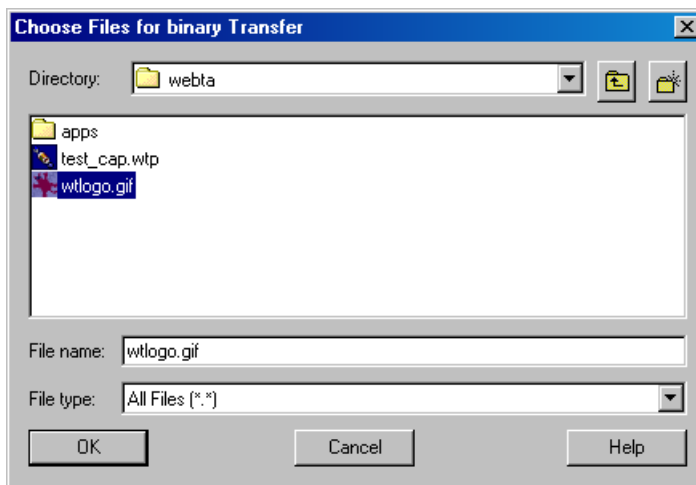 Choose Files for binary Transfer
Directory: webta
apps
test_cap.wtp
wtlogo.gif
File name: wtlogo.gif
File type: All Files (*.*)
OK Cancel Help